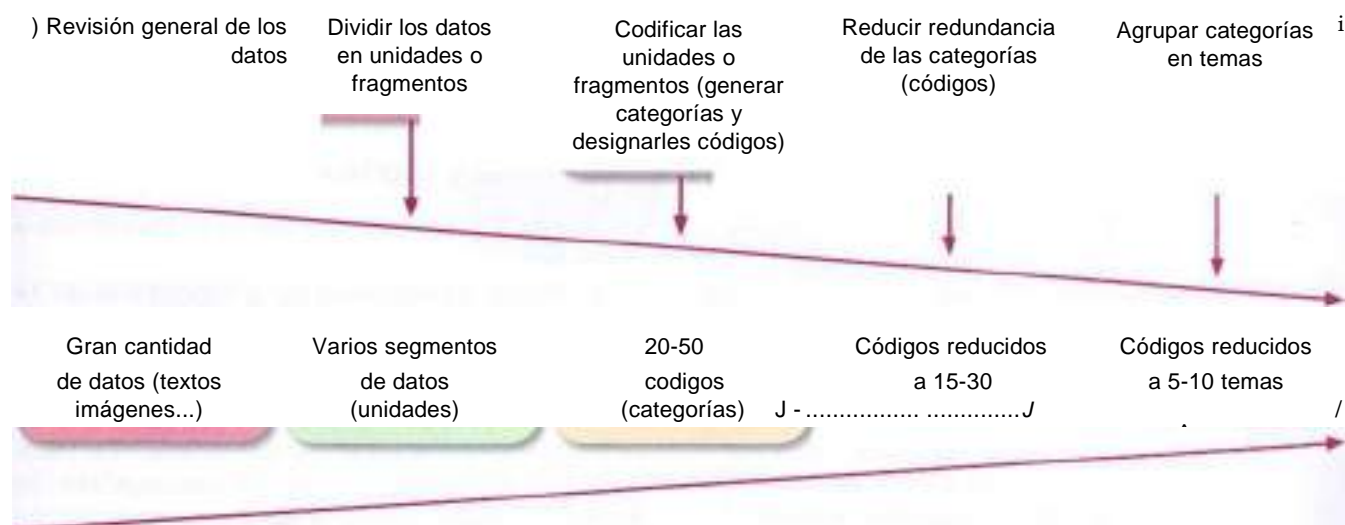 ) Revisión general de los
datos
Dividir los datos
en unidades o
fragmentos
Codificar las
unidades o
fragmentos (generar
categorías y
designarles códigos)
Reducir redundancia
de las categorías
(códigos)
Agrupar categorías
en temas
i
Gran cantidad
de datos (textos
imágenes...)
Varios segmentos
de datos
(unidades)
20-50
codigos
(categorías)
Códigos reducidos
a 15-30
J - ................. ..............J
Códigos reducidos
a 5-10 temas
/